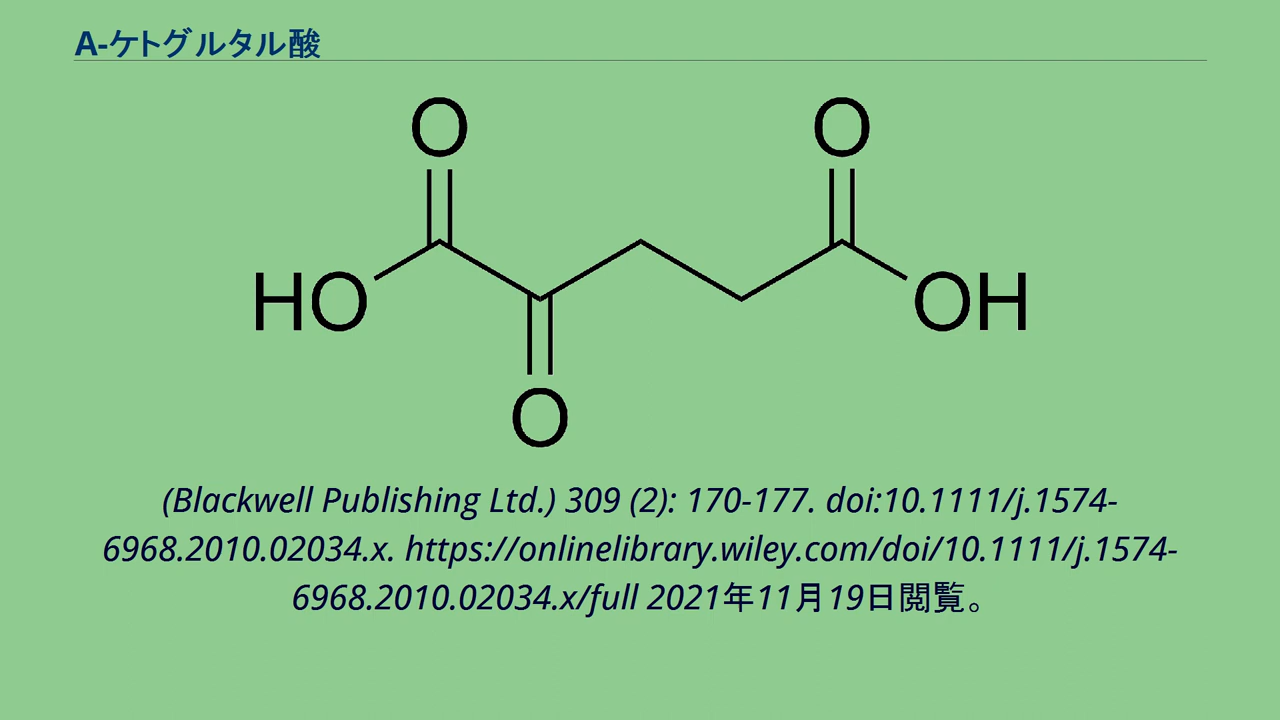 A-ケトグルタル酸
O
O
HO
OH
O
(Blackwell Publishing Ltd.) 309 (2): 170-177. doi:10.1111/j.1574-
6968.2010.02034.x. https://onlinelibrary.wiley.com/doi/10.1111/j.1574-
6968.2010.02034.x/full 2021年11月19日閲覧。